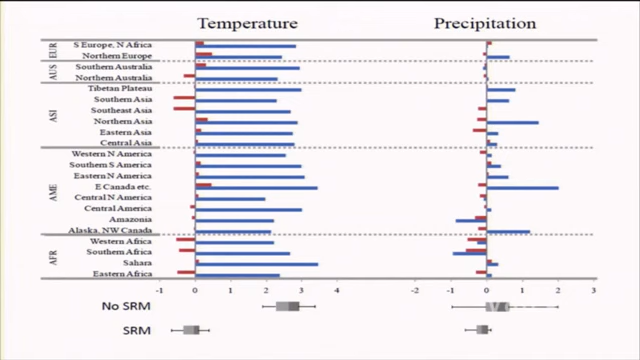 Temperature
Precipitation
EUR
S Europe, N Africa
Northern Europe
AUS
Southern Australia
Northern Australia
ASI
Tibetan Plateau
Southern Asia
Southeast Asia
Northern Asia
Eastern Asia
Central Asia
AME
Western N America
Southern S America
Eastern N America
E Canada etc.
Central N America
Central America
Amazonia
Alaska, NW Canada
AFR
Western Africa
Southern Africa
Sahara
Eastern Africa
-1 0 1 2 3 4
-2 -1 0 1 2 3
No SRM
SRM